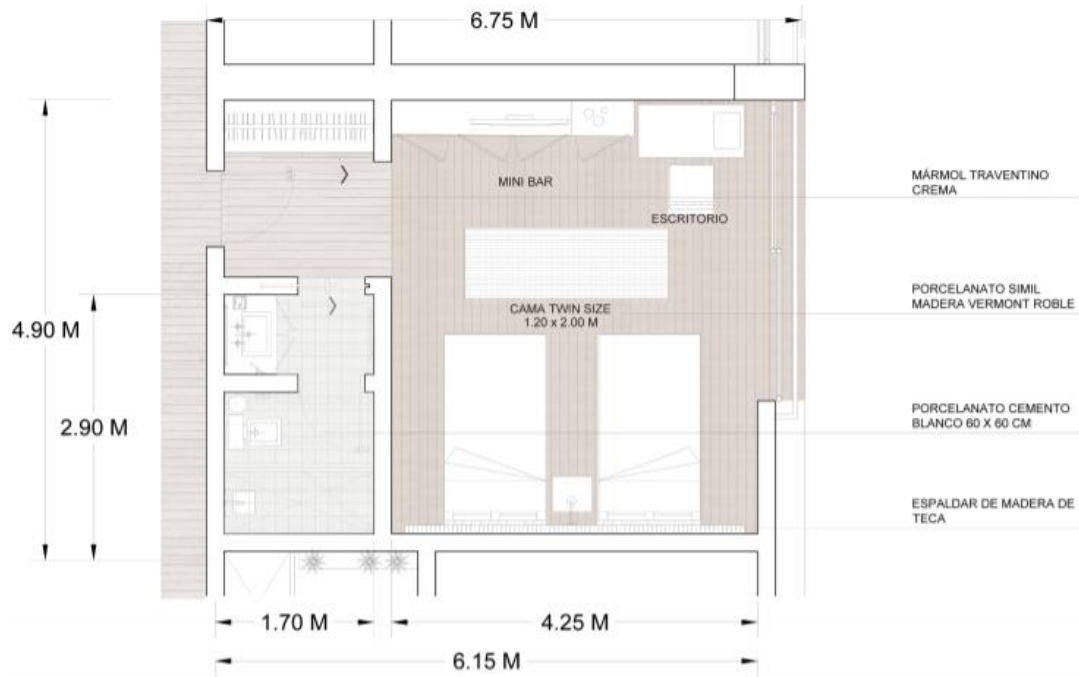 6.75 M
MÁRMOL TRAVENTINO
CREMA
MINI BAR
ESCRITORIO
PORCELANATO SIMIL
MADERA VERMONT ROBLE
CAMA TWIN SIZE
1.20 x 2.00 M
4.90 M
2.90 M
PORCELANATO CEMENTO
BLANCO 60 X 60 CM
ESPALDAR DE MADERA DE
TECA
1.70 M
4.25 M
6.15 M